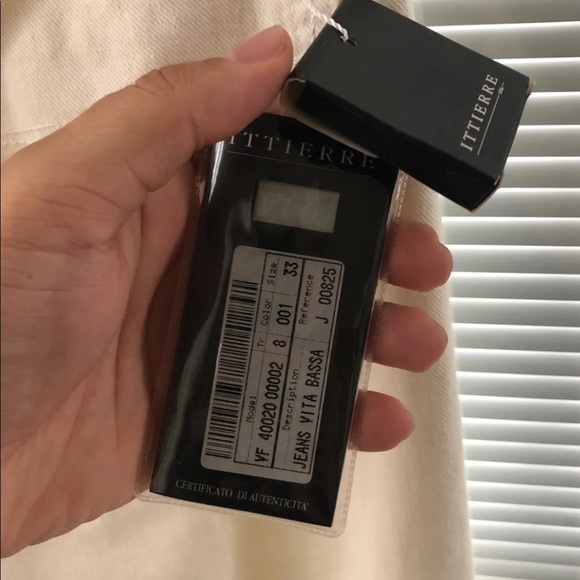 ITTIERRE
ITTIERRE
Model Tr Color Size
VF 40020 00002 8 001 33
Description Reference
JEANS VITA BASSA J 00825
CERTIFICATO DI AUTENTICITA'